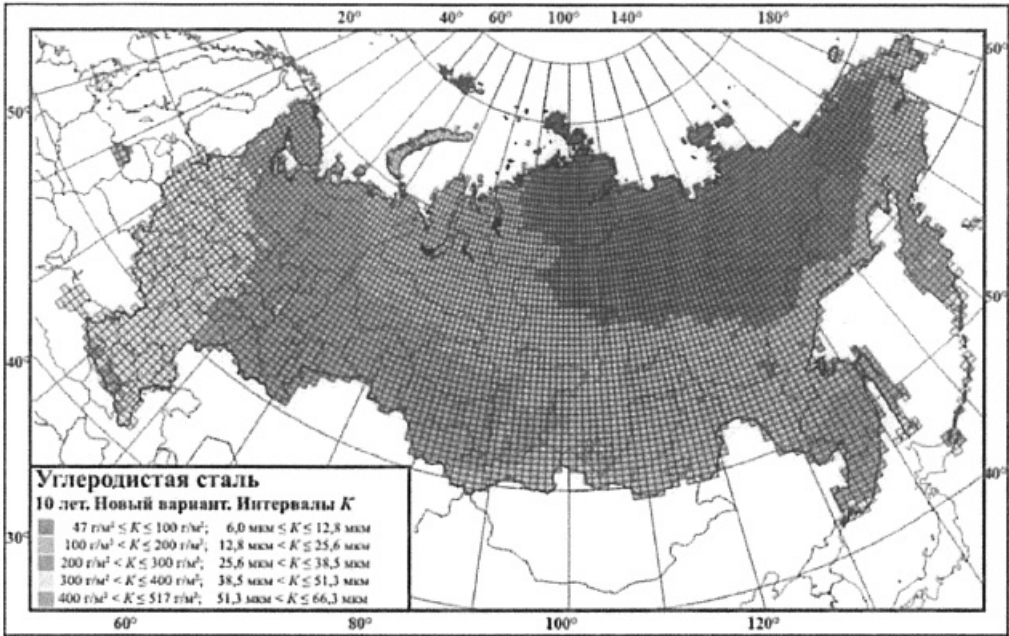 20° 40° 60° 100° 140° 180°
60°
50°
50°
40°
40°
30°
Углеродистая сталь
10 лет. Новый вариант. Интервалы K
47 г/м² ≤ K ≤ 100 г/м²; 6,0 мкм ≤ K ≤ 12,8 мкм
100 г/м² < K ≤ 200 г/м²; 12,8 мкм < K ≤ 25,6 мкм
200 г/м² < K ≤ 300 г/м²; 25,6 мкм < K ≤ 38,5 мкм
300 г/м² < K ≤ 400 г/м²; 38,5 мкм < K ≤ 51,3 мкм
400 г/м² < K ≤ 517 г/м²; 51,3 мкм < K ≤ 66,3 мкм
60° 80° 100° 120°